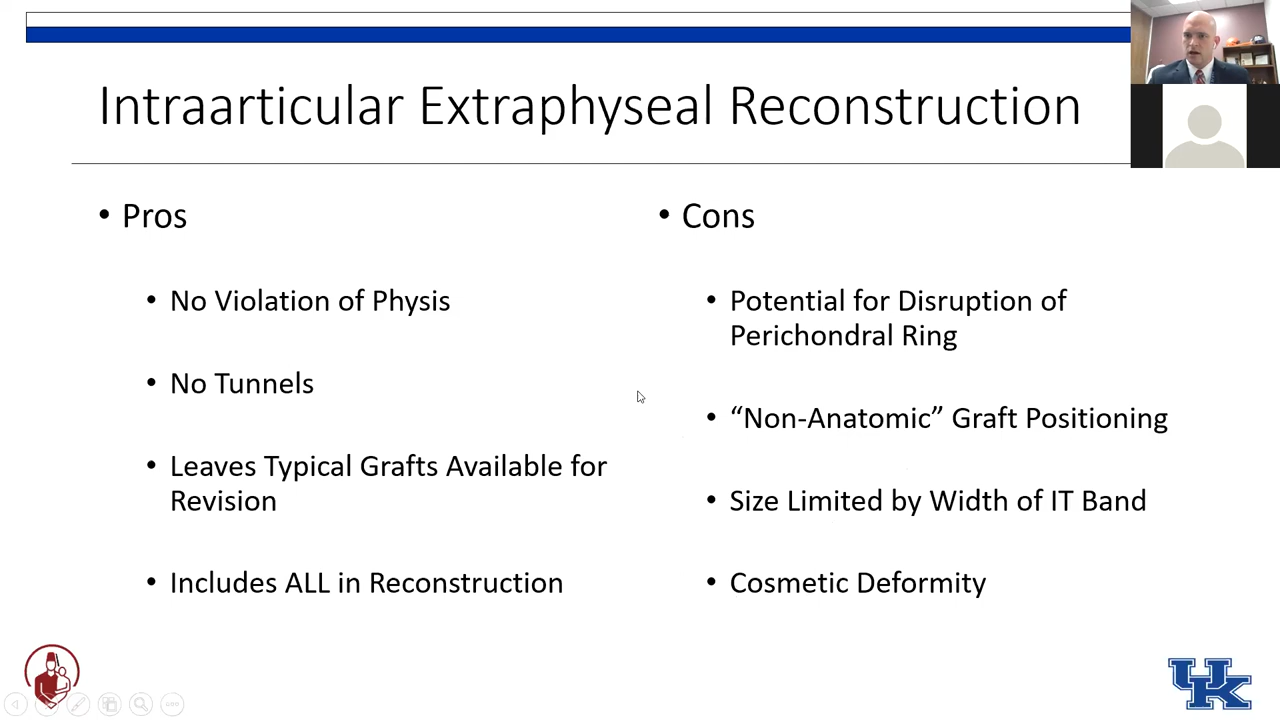 Intraarticular Extraphyseal Reconstruction
• Pros
• No Violation of Physis
• No Tunnels
• Leaves Typical Grafts Available for
Revision
• Includes ALL in Reconstruction
• Cons
• Potential for Disruption of
Perichondral Ring
• “Non-Anatomic” Graft Positioning
• Size Limited by Width of IT Band
• Cosmetic Deformity
UK